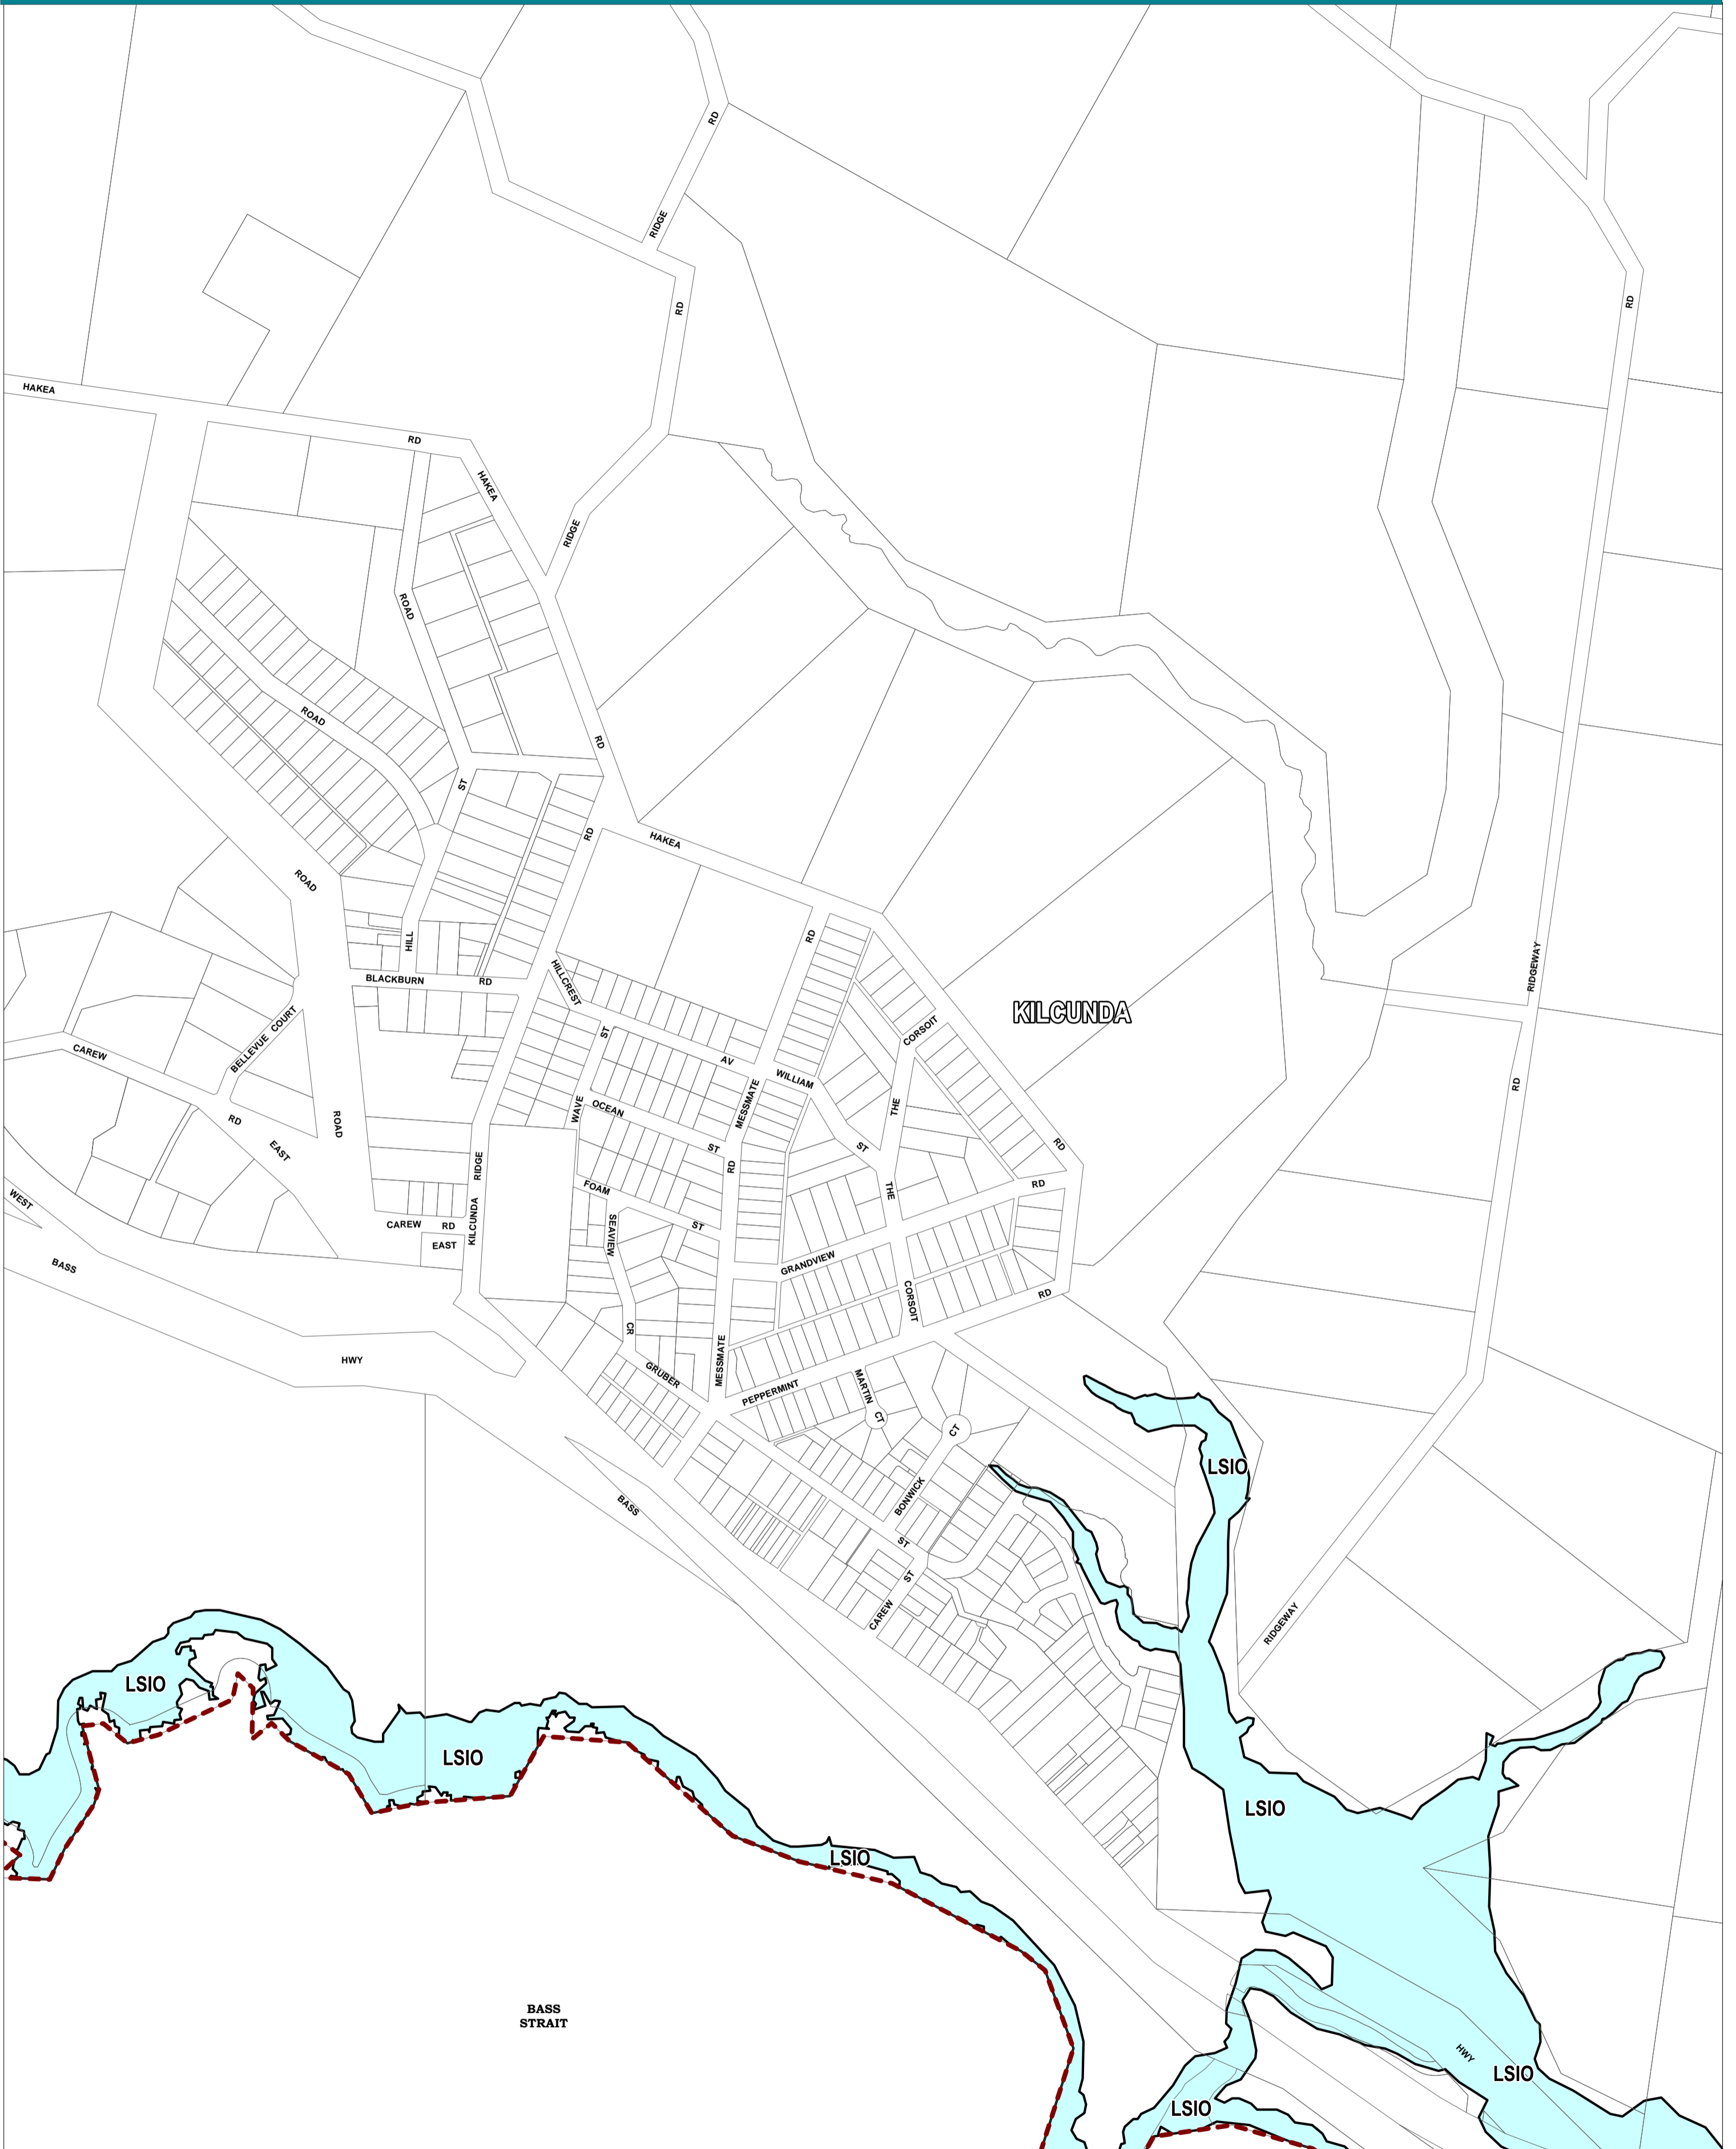 RD
RIDGE
RD
RD
HAKEA
RD
HAKEA
RIDGE
ROAD
ROAD
RD
ST
RD
HAKEA
ROAD
RD
HILL
RIDGEWAY
BLACKBURN
RD
HILLCREST
KILCUNDA
BELLEVUE COURT
ST
CORSOIT
CAREW
AV
WILLIAM
RD
MESSMATE
WAVE
OCEAN
THE
RD
ROAD
EAST
ST
ST
RD
RIDGE
RD
RD
FOAM
THE
WEST
KILCUNDA
CAREW
RD
SEAVIEW
ST
EAST
GRANDVIEW
BASS
CORSOIT
RD
CR
HWY
MESSMATE
GRUBER
PEPPERMINT
MARTIN
CT
CT
LSIO
BONWICK
BASS
ST
ST
CAREW
RIDGEWAY
LSIO
LSIO
LSIO
LSIO
BASS
STRAIT
HWY
LSIO
LSIO